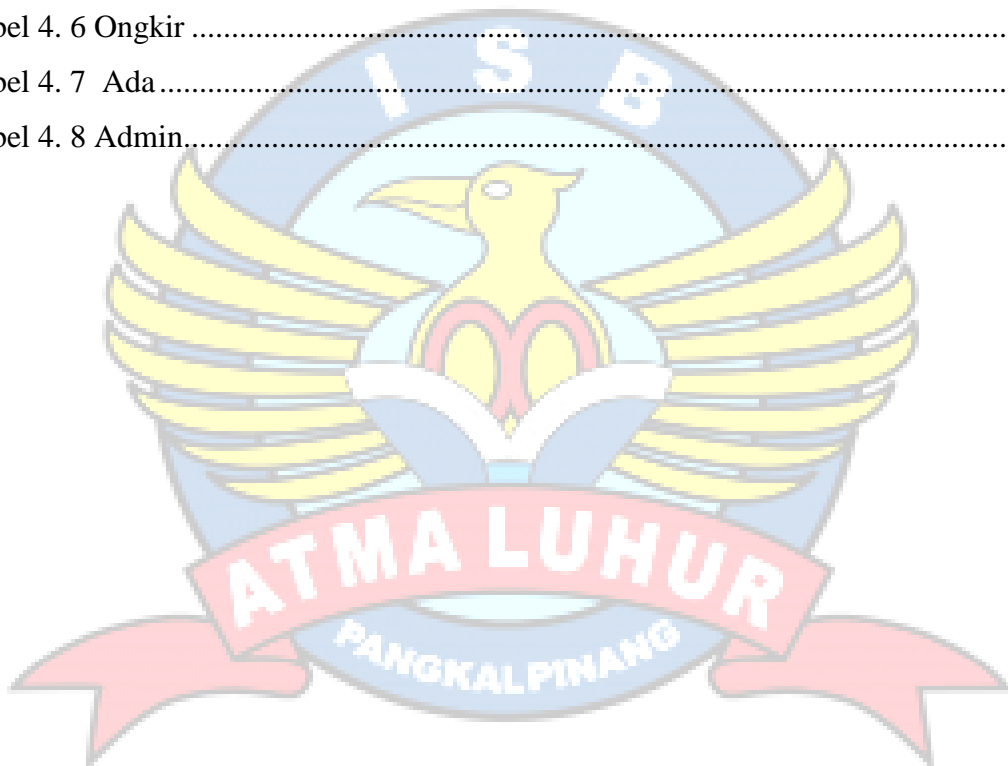 bel 4. 6 Ongkir ....................................................................................
bel 4. 7  Ada ........................................................................................
bel 4. 8 Admin.....................................................................................
I S B
ATMA LUHUR
PANGKALPINANG